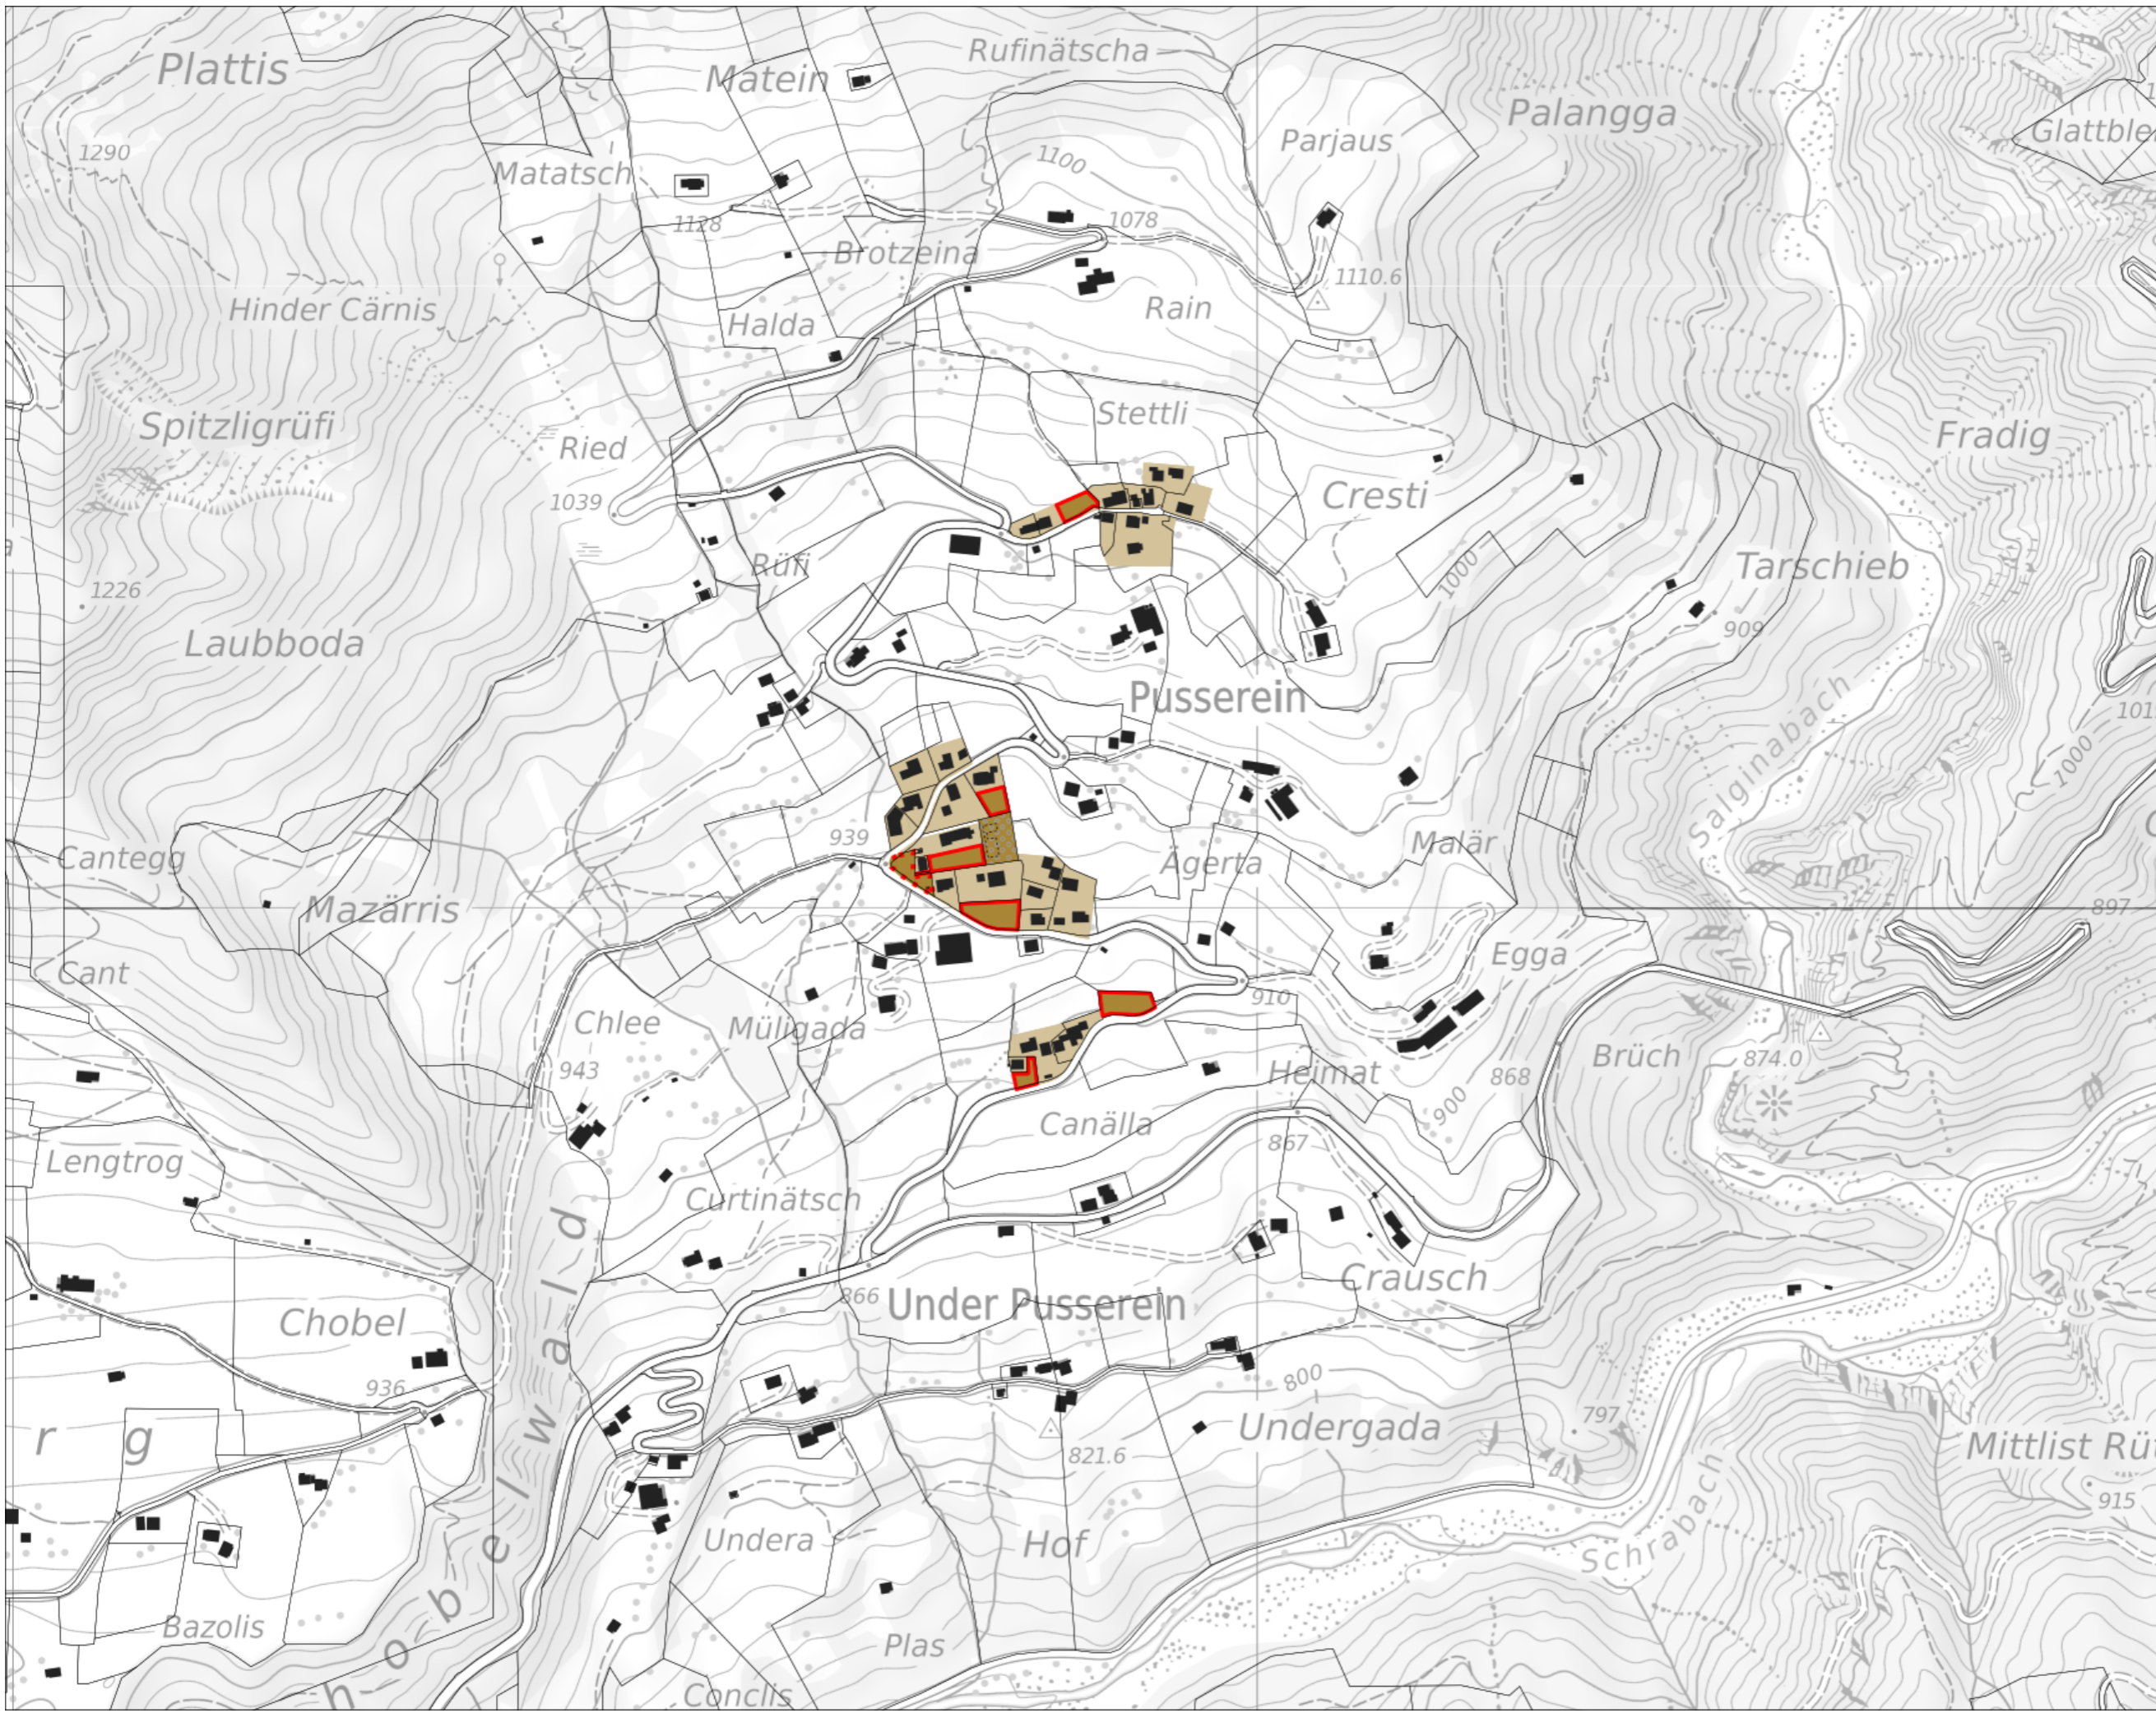 Plattis
Matein
Rufinätscha
Palangga
Parjaus
1290
1100
Matatsch
1128
1078
Brotzeina
1110.6
Hinder Cärnis
Halda
Rain
Stettli
Spitzligrüfi
Ried
Fradig
Cresti
1039
Rüfi
1000
Tarschieb
1226
909
Laubboda
Pusserein
Salginabach
1000
939
Malär
Cantegg
Ägerta
Mazärris
897
Egga
Cant
910
Chlee
Müligada
Brüch
874.0
943
Heimat
868
900
Canälla
867
Lengtrog
Curtinätsch
Crausch
866
Under Pusserein
Chobel
936
800
797
r g
Undergada
821.6
Mittlist Rü
915
Undera
Hof
Schrabach
Bazolis
Plas
Conclis
h o b e l w a l d